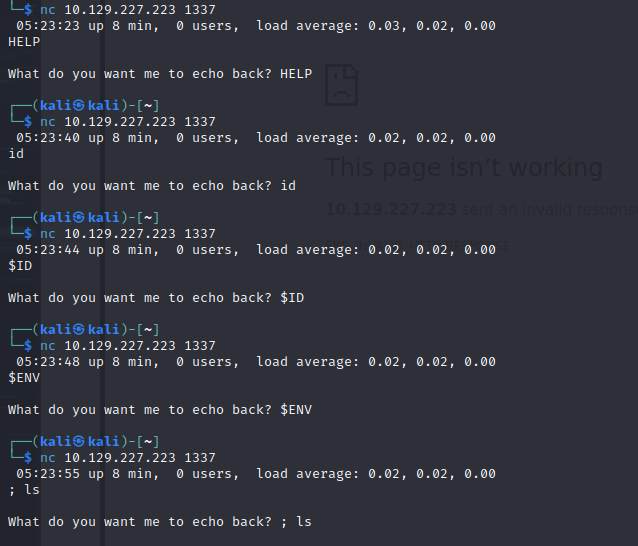 └─$ nc 10.129.227.223 1337
 05:23:23 up 8 min,  0 users,  load average: 0.03, 0.02, 0.00
HELP

What do you want me to echo back? HELP

┌──(kali㉿kali)-[~]
└─$ nc 10.129.227.223 1337
 05:23:40 up 8 min,  0 users,  load average: 0.02, 0.02, 0.00
id

What do you want me to echo back? id

┌──(kali㉿kali)-[~]
└─$ nc 10.129.227.223 1337
 05:23:44 up 8 min,  0 users,  load average: 0.02, 0.02, 0.00
$ID

What do you want me to echo back? $ID

┌──(kali㉿kali)-[~]
└─$ nc 10.129.227.223 1337
 05:23:48 up 8 min,  0 users,  load average: 0.02, 0.02, 0.00
$ENV

What do you want me to echo back? $ENV

┌──(kali㉿kali)-[~]
└─$ nc 10.129.227.223 1337
 05:23:55 up 8 min,  0 users,  load average: 0.02, 0.02, 0.00
; ls

What do you want me to echo back? ; ls

This page isn't working
10.129.227.223 sent an invalid respons